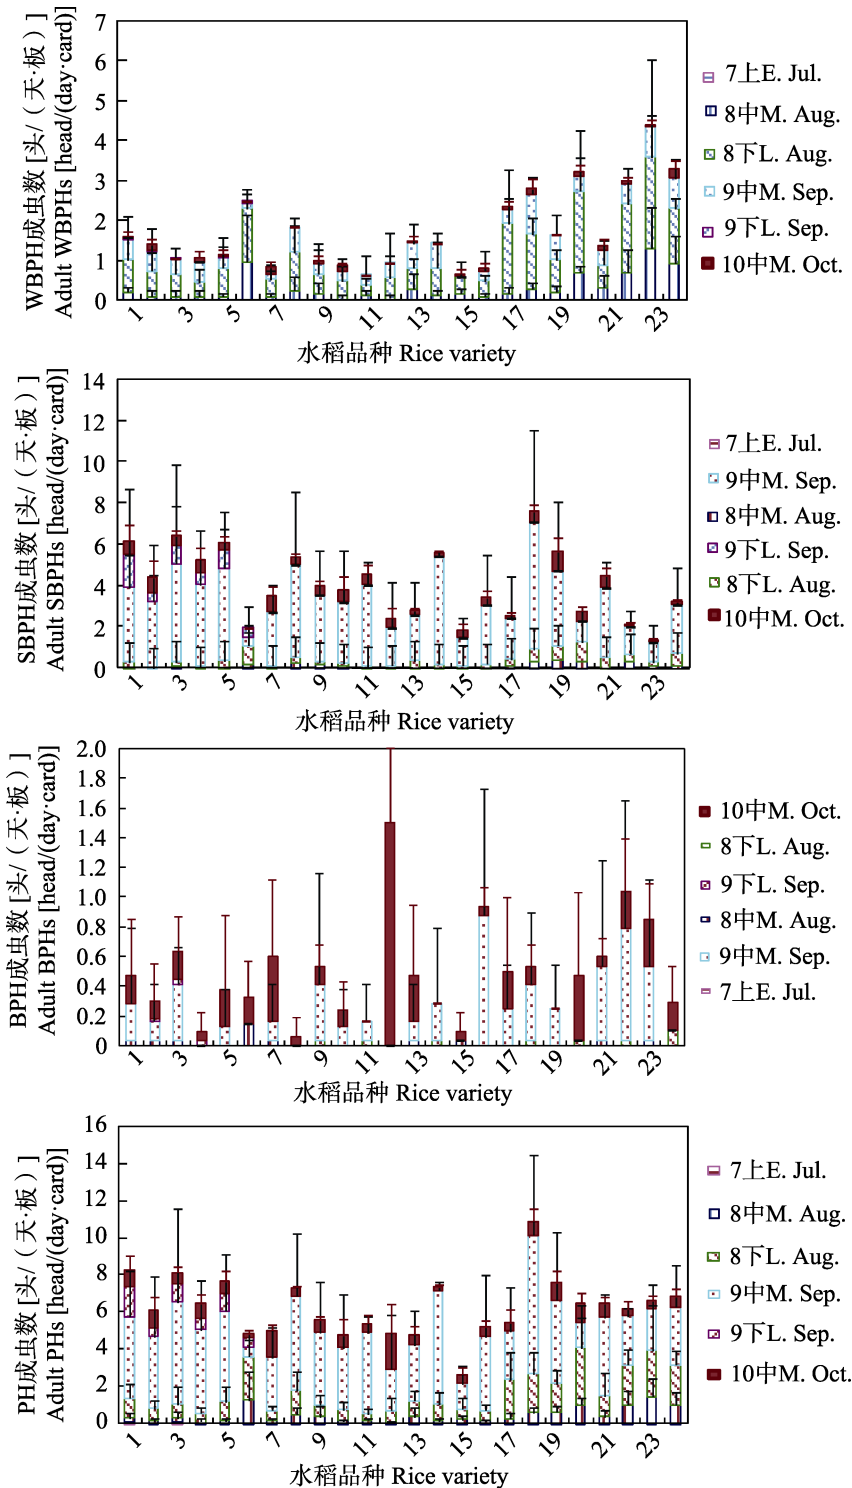 WBPH成虫数 [头/（天·板）]
Adult WBPHs [head/(day·card)]
7
6
5
4
3
2
1
0
1
3
5
7
9
11
13
15
17
19
21
23
水稻品种 Rice variety
7上E. Jul.
8中M. Aug.
8下L. Aug.
9中M. Sep.
9下L. Sep.
10中M. Oct.
SBPH成虫数 [头/（天·板）]
Adult SBPHs [head/(day·card)]
14
12
10
8
6
4
2
0
1
3
5
7
9
11
13
15
17
19
21
23
水稻品种 Rice variety
7上E. Jul.
9中M. Sep.
8中M. Aug.
9下L. Sep.
8下L. Aug.
10中M. Oct.
BPH成虫数 [头/（天·板）]
Adult BPHs [head/(day·card)]
2.0
1.8
1.6
1.4
1.2
1.0
0.8
0.6
0.4
0.2
0
1
3
5
7
9
11
13
15
17
19
21
23
水稻品种 Rice variety
10中M. Oct.
8下L. Aug.
9下L. Sep.
8中M. Aug.
9中M. Sep.
7上E. Jul.
PH成虫数 [头/（天·板）]
Adult PHs [head/(day·card)]
16
14
12
10
8
6
4
2
0
1
3
5
7
9
11
13
15
17
19
21
23
水稻品种 Rice variety
7上E. Jul.
8中M. Aug.
8下L. Aug.
9中M. Sep.
9下L. Sep.
10中M. Oct.